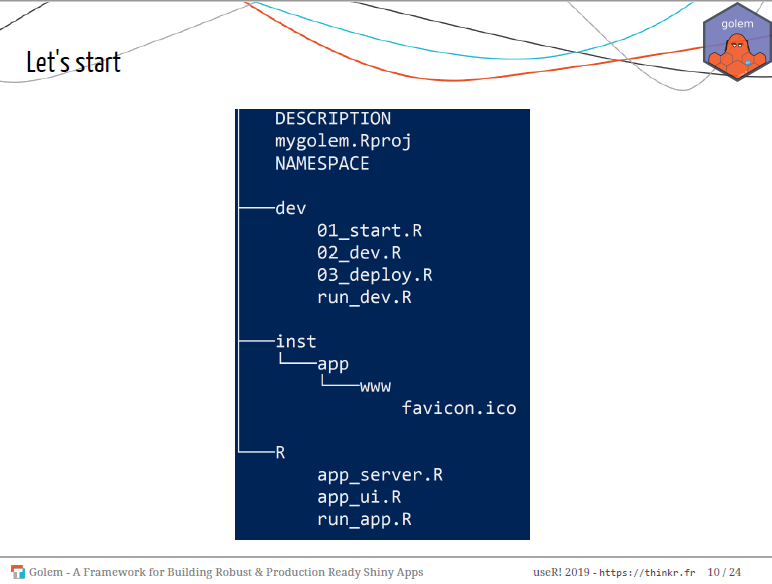 golem
Let's start
DESCRIPTION
mygolem.Rproj
NAMESPACE
dev
01_start.R
02_dev.R
03_deploy.R
run_dev.R
inst
app
www
favicon.ico
R
app_server.R
app_ui.R
run_app.R
Golem - A Framework for Building Robust & Production Ready Shiny Apps
useR! 2019 - https://thinkr.fr 10 / 24